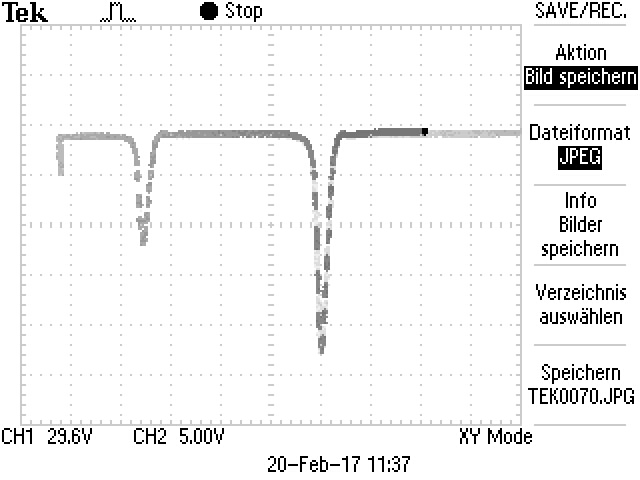 Tek
Stop
SAVE/REC.
Aktion
Bild speichern
Dateiformat
JPEG
Info
Bilder
speichern
Verzeichnis
auswählen
Speichern
TEK0070.JPG
CH1 29.6V
CH2 5.00V
XY Mode
20-Feb-17 11:37